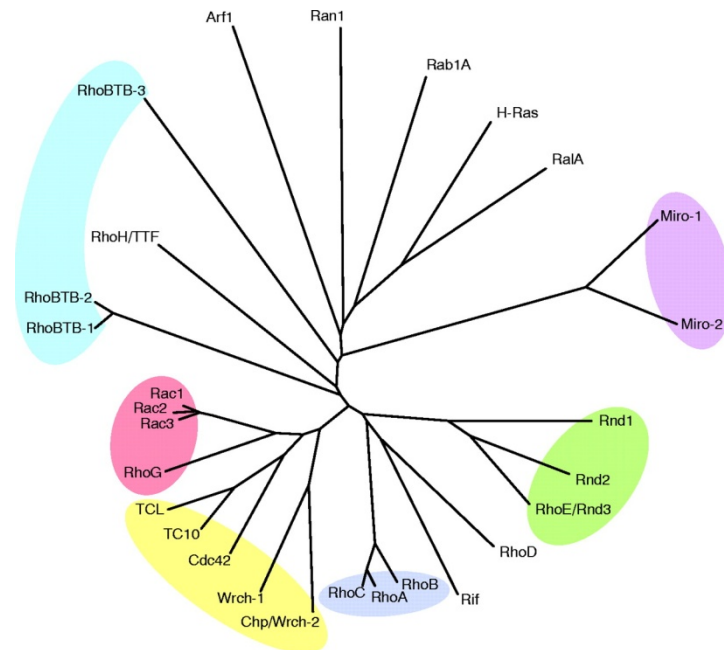 Arf1
Ran1
Rab1A
RhoBTB-3
H-Ras
RalA
Miro-1
RhoH/TTF
RhoBTB-2
Miro-2
RhoBTB-1
Rac1
Rac2
Rac3
Rnd1
RhoG
Rnd2
TCL
RhoE/Rnd3
TC10
Cdc42
RhoD
Wrch-1
RhoC
RhoA
RhoB
Rif
Chp/Wrch-2